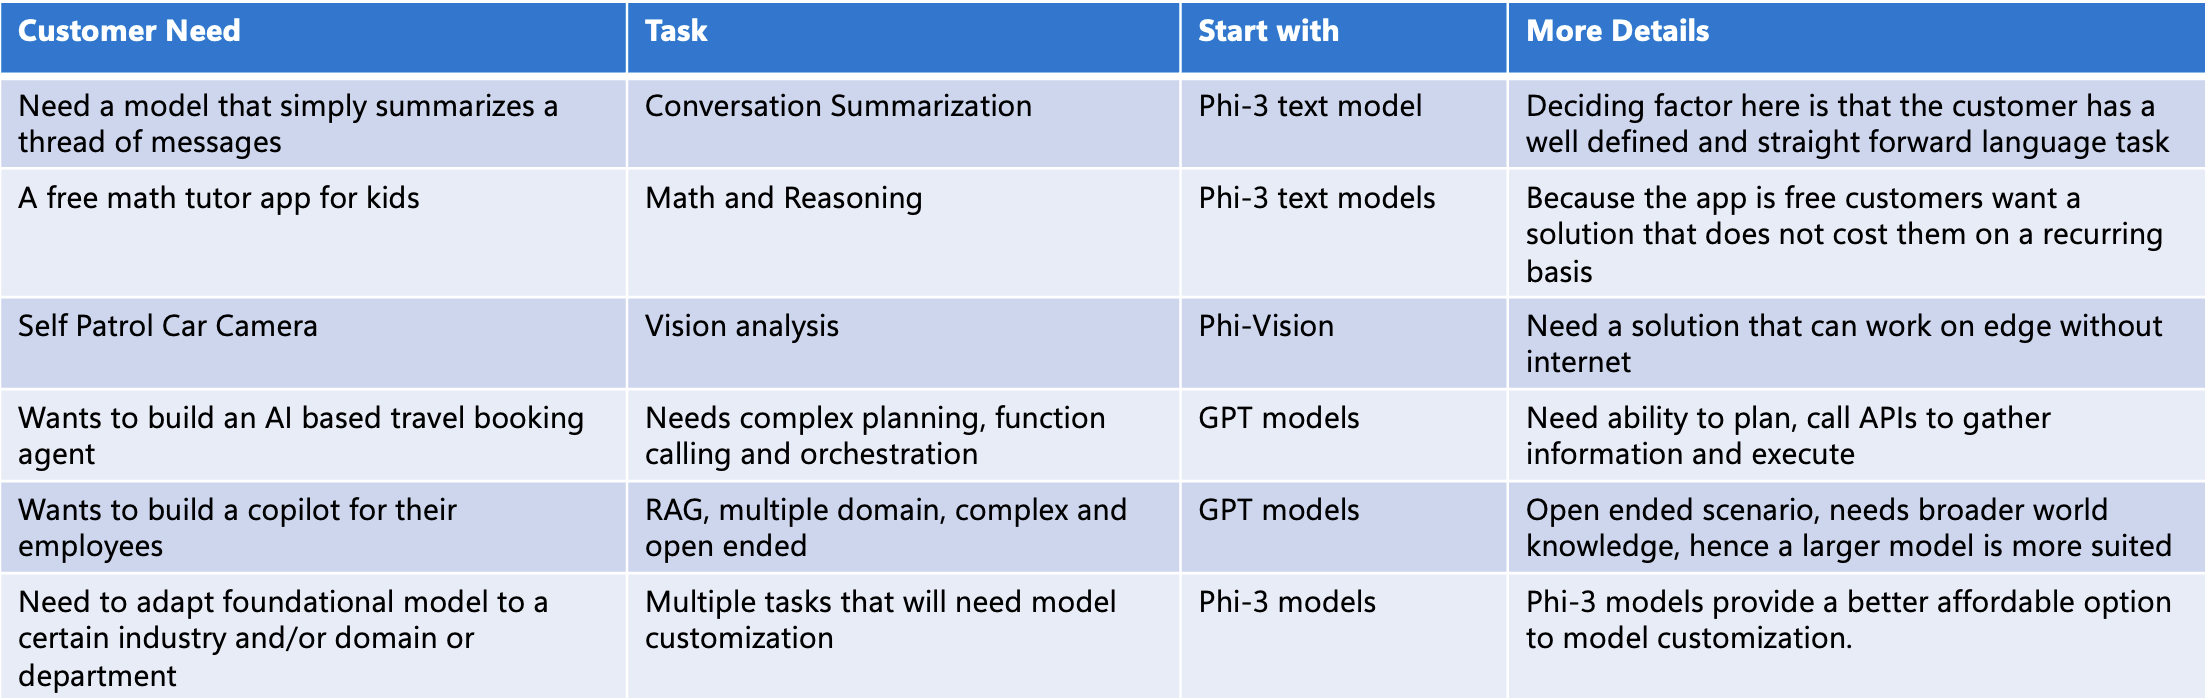 Customer Need
Task
Start with
More Details
Need a model that simply summarizes a
thread of messages
Conversation Summarization
Phi-3 text model
Deciding factor here is that the customer has a
well defined and straight forward language task
A free math tutor app for kids
Math and Reasoning
Phi-3 text models
Because the app is free customers want a
solution that does not cost them on a recurring
basis
Self Patrol Car Camera
Vision analysis
Phi-Vision
Need a solution that can work on edge without
internet
Wants to build an AI based travel booking
agent
Needs complex planning, function
calling and orchestration
GPT models
Need ability to plan, call APIs to gather
information and execute
Wants to build a copilot for their
employees
RAG, multiple domain, complex and
open ended
GPT models
Open ended scenario, needs broader world
knowledge, hence a larger model is more suited
Need to adapt foundational model to a
certain industry and/or domain or
department
Multiple tasks that will need model
customization
Phi-3 models
Phi-3 models provide a better affordable option
to model customization.